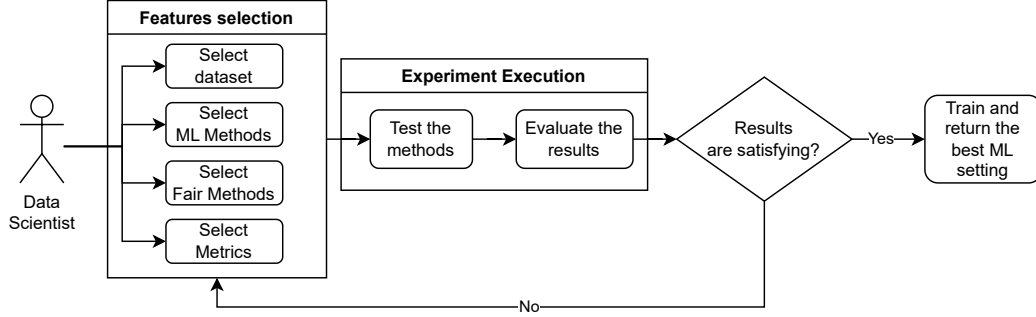 Features selection
Select
dataset
Select
ML Methods
Select
Fair Methods
Select
Metrics
Data
Scientist
Experiment Execution
Test the
methods
Evaluate the
results
Results
are satisfying?
Yes
Train and
return the
best ML
setting
No